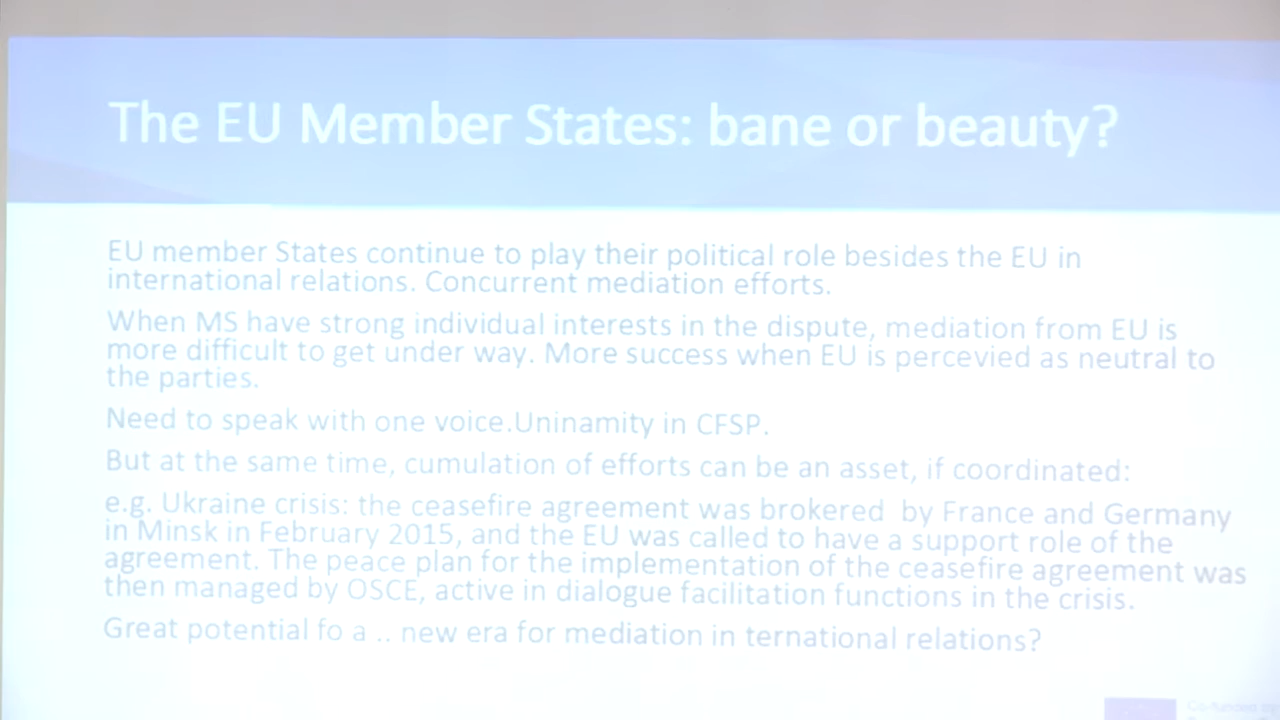 The EU Member States: bane or beauty?
EU member States continue to play their political role besides the EU in
international relations. Concurrent mediation efforts.
When MS have strong individual interests in the dispute, mediation from EU is
more difficult to get under way. More success when EU is percevied as neutral to
the parties.
Need to speak with one voice.Uninamity in CFSP.
But at the same time, cumulation of efforts can be an asset, if coordinated:
e.g. Ukraine crisis: the ceasefire agreement was brokered by France and Germany
in Minsk in February 2015, and the EU was called to have a support role of the
agreement. The peace plan for the implementation of the ceasefire agreement was
then managed by OSCE, active in dialogue facilitation functions in the crisis.
Great potential fo a .. new era for mediation in ternational relations?
Co-funded by